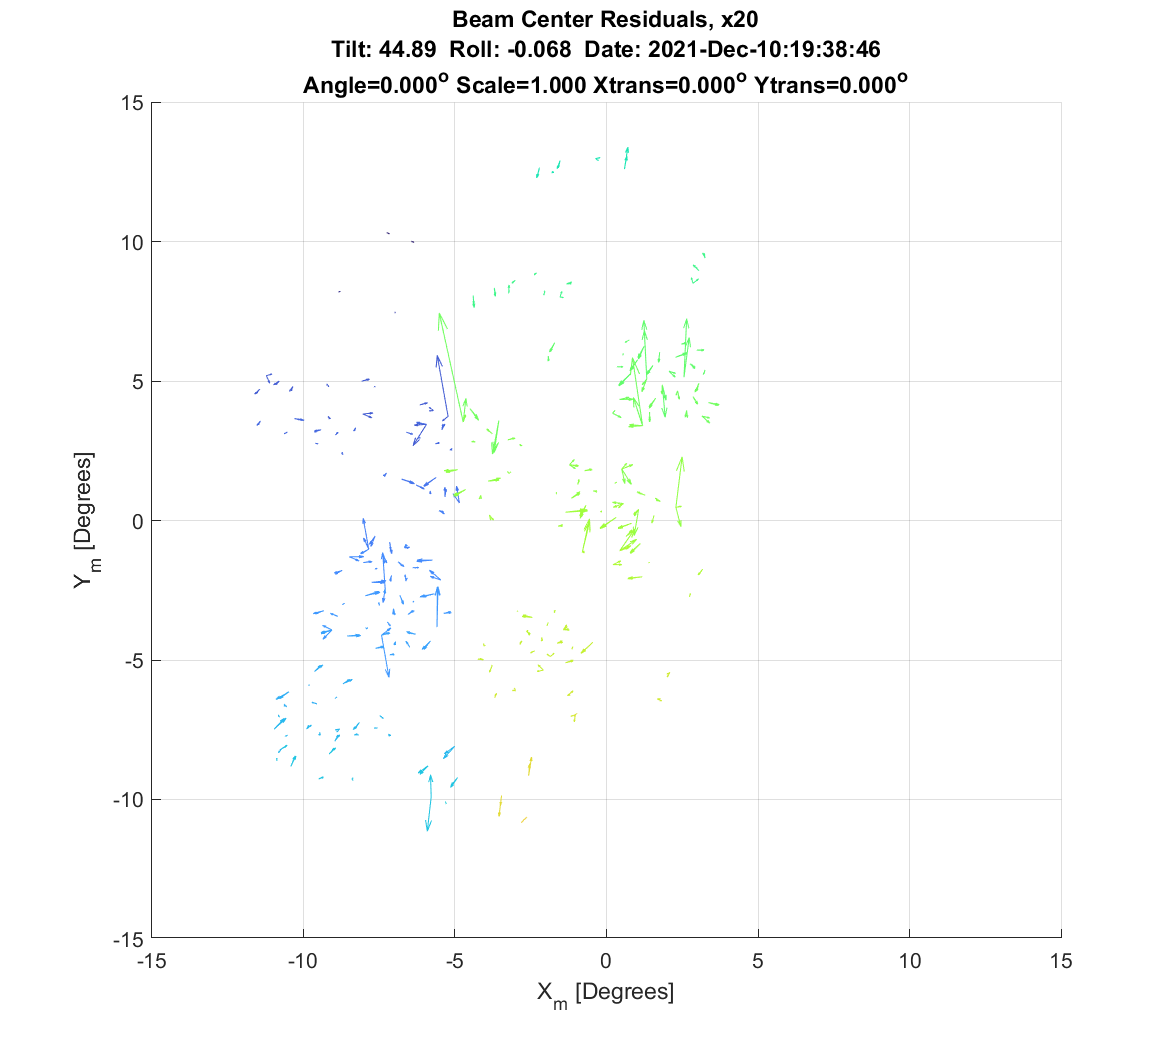 Beam Center Residuals, x20
Tilt: 44.89  Roll: -0.068  Date: 2021-Dec-10:19:38:46
Angle=0.000° Scale=1.000 Xtrans=0.000° Ytrans=0.000°
15
10
5
0
-5
-10
-15
Y_m [Degrees]
-15 -10 -5 0 5 10 15
X_m [Degrees]